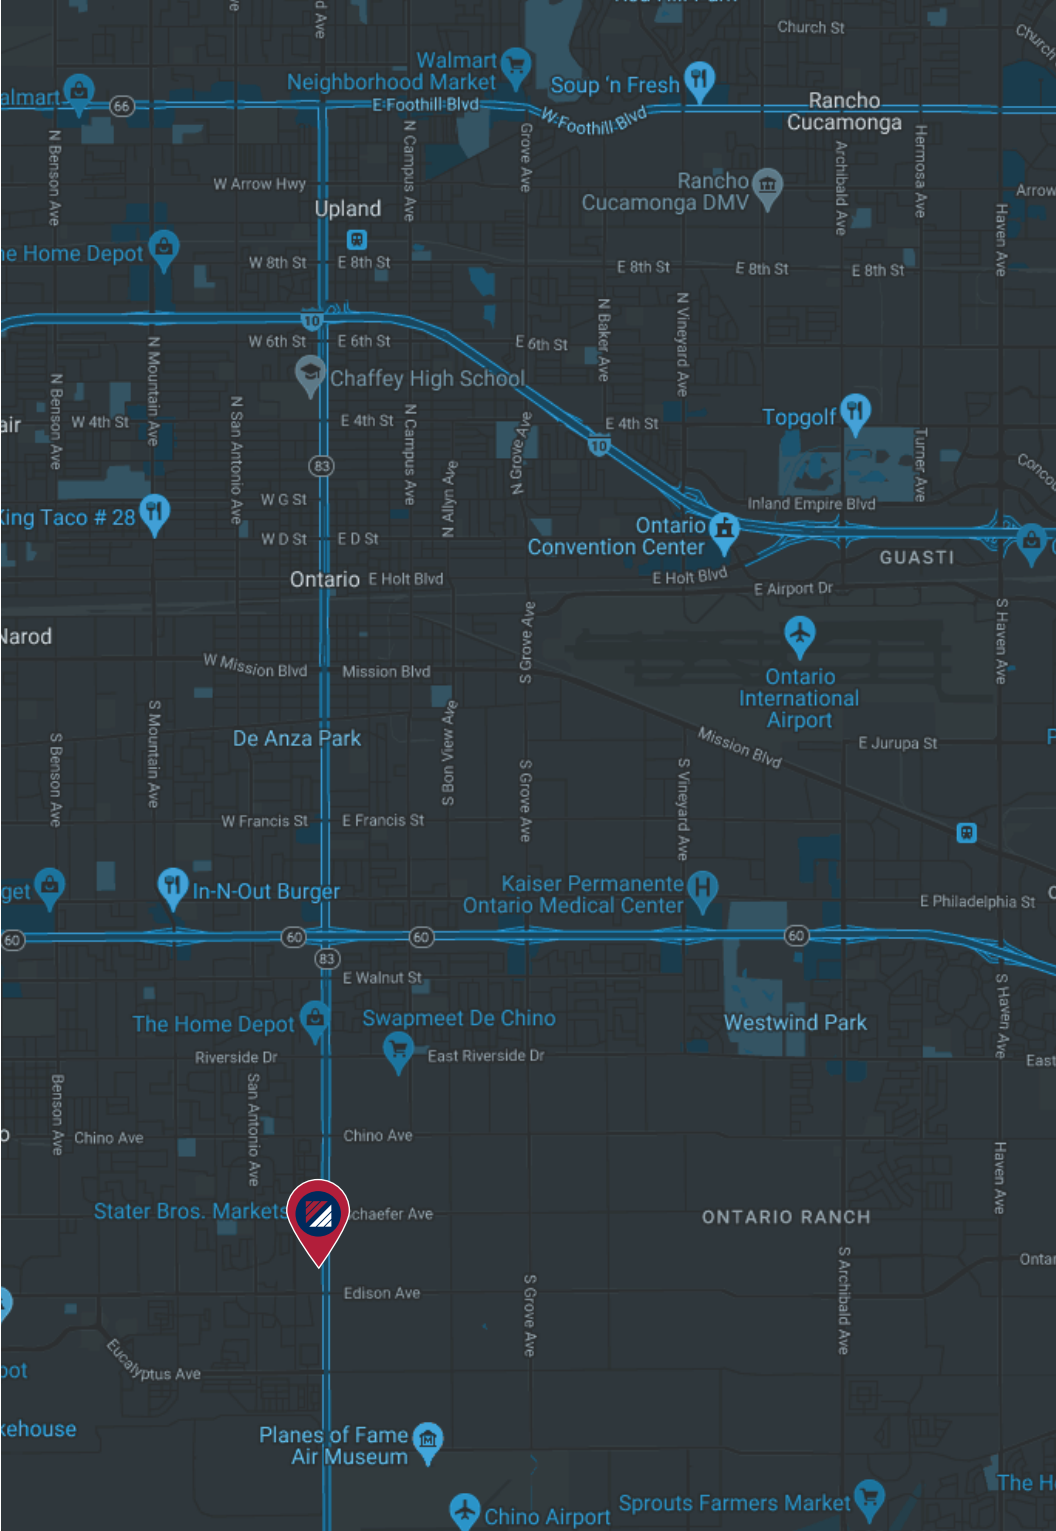 Church St
Church
d Ave
Walmart
Neighborhood Market
Soup 'n Fresh
almart
66
E Foothill Blvd
W Foothill Blvd
Rancho
Cucamonga
N Benson Ave
N Campus Ave
Grove Ave
Archibald Ave
Hermosa Ave
W Arrow Hwy
Rancho
Cucamonga DMV
Arrow
Upland
Haven Ave
he Home Depot
W 8th St
E 8th St
E 8th St
E 8th St
E 8th St
10
N Baker Ave
N Vineyard Ave
W 6th St
E 6th St
E 6th St
N Mountain Ave
Chaffey High School
N Benson Ave
N San Antonio Ave
N Campus Ave
air
W 4th St
E 4th St
N Grove Ave
E 4th St
Topgolf
10
Turner Ave
83
N Allyn Ave
Conco
W G St
King Taco # 28
Inland Empire Blvd
W D St
E D St
Ontario
Convention Center
GUASTI
Ontario
E Holt Blvd
E Holt Blvd
E Airport Dr
Narod
S Grove Ave
S Haven Ave
W Mission Blvd
Mission Blvd
Ontario
International
Airport
S Mountain Ave
S Bon View Ave
De Anza Park
S Benson Ave
Mission Blvd
E Jurupa St
F
S Grove Ave
S Vineyard Ave
W Francis St
E Francis St
get
In-N-Out Burger
Kaiser Permanente
Ontario Medical Center
H
E Philadelphia St
60
60
60
60
83
E Walnut St
S Haven Ave
The Home Depot
Swapmeet De Chino
Westwind Park
Riverside Dr
East Riverside Dr
East
Benson Ave
San Antonio Ave
Chino Ave
Chino Ave
Haven Ave
Stater Bros. Markets
chaefer Ave
ONTARIO RANCH
S Archibald Ave
Ontar
Edison Ave
S Grove Ave
Eucalyptus Ave
pot
kehouse
Planes of Fame
Air Museum
Chino Airport
Sprouts Farmers Market
The H